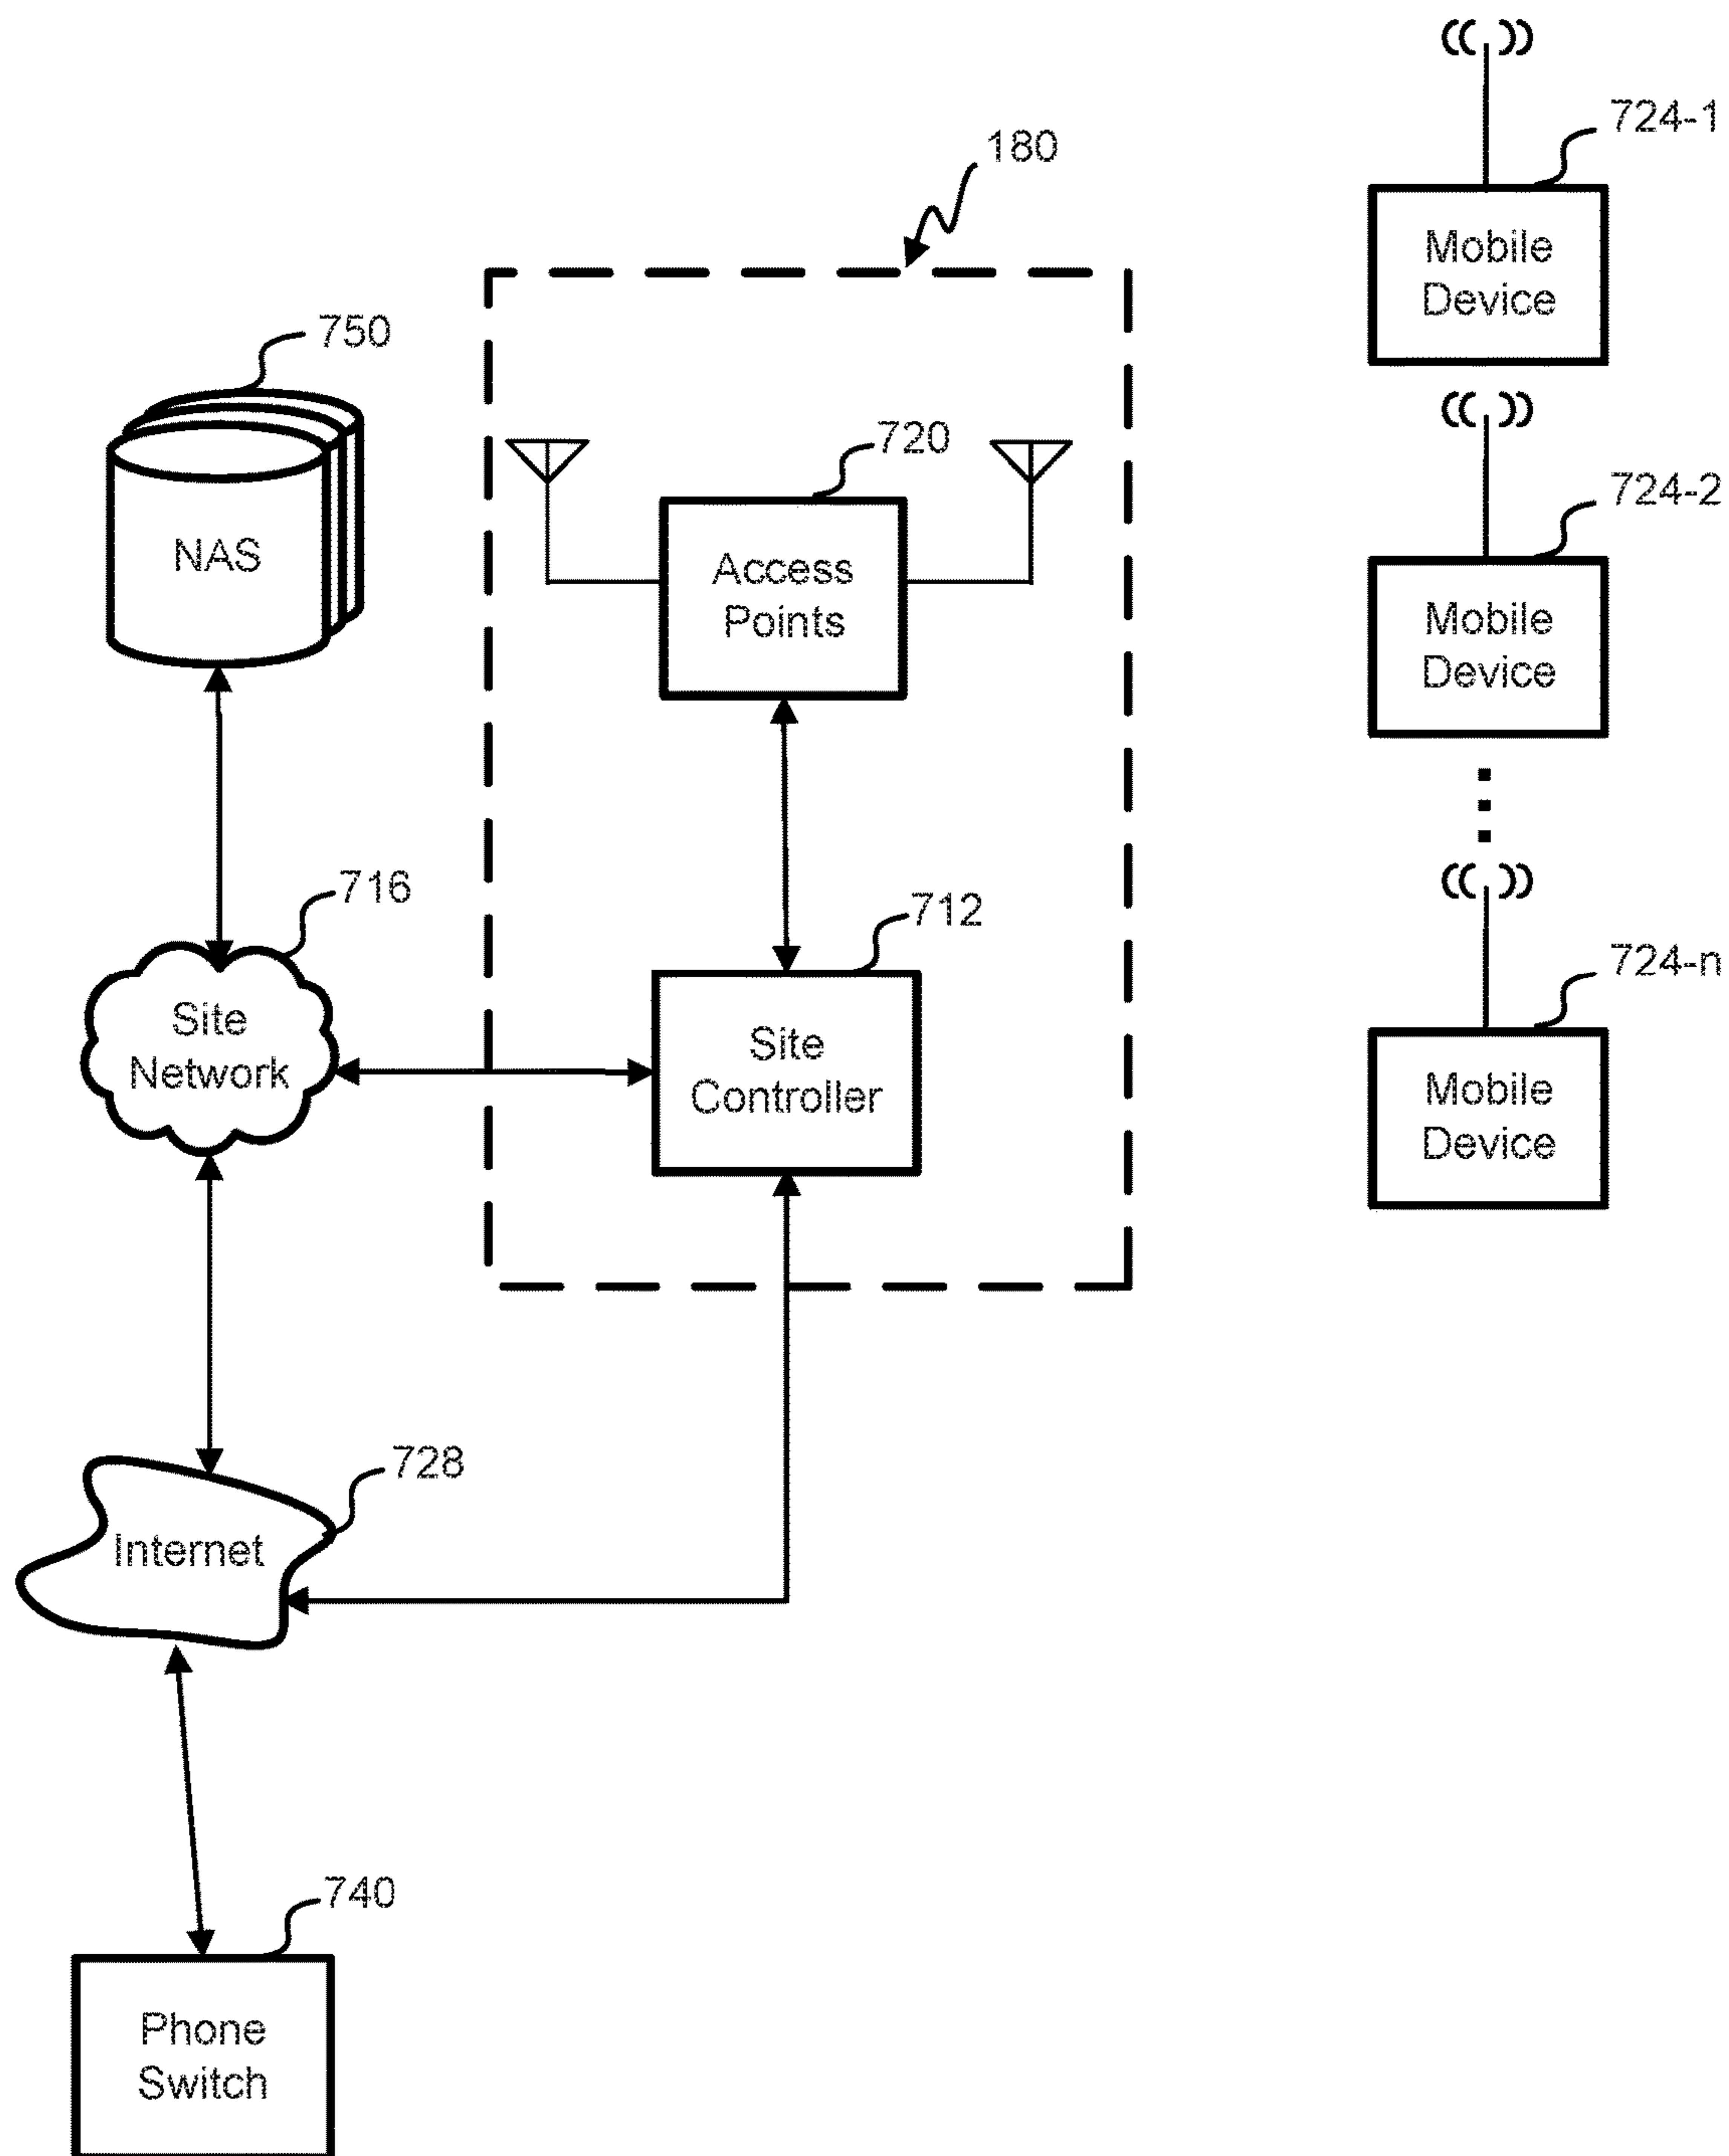 724-1
180
Mobile
Device
750
720
724-2
NAS
Access
Points
Mobile
Device
716
712
724-n
Site
Network
Site
Controller
Mobile
Device
728
Internet
740
Phone
Switch